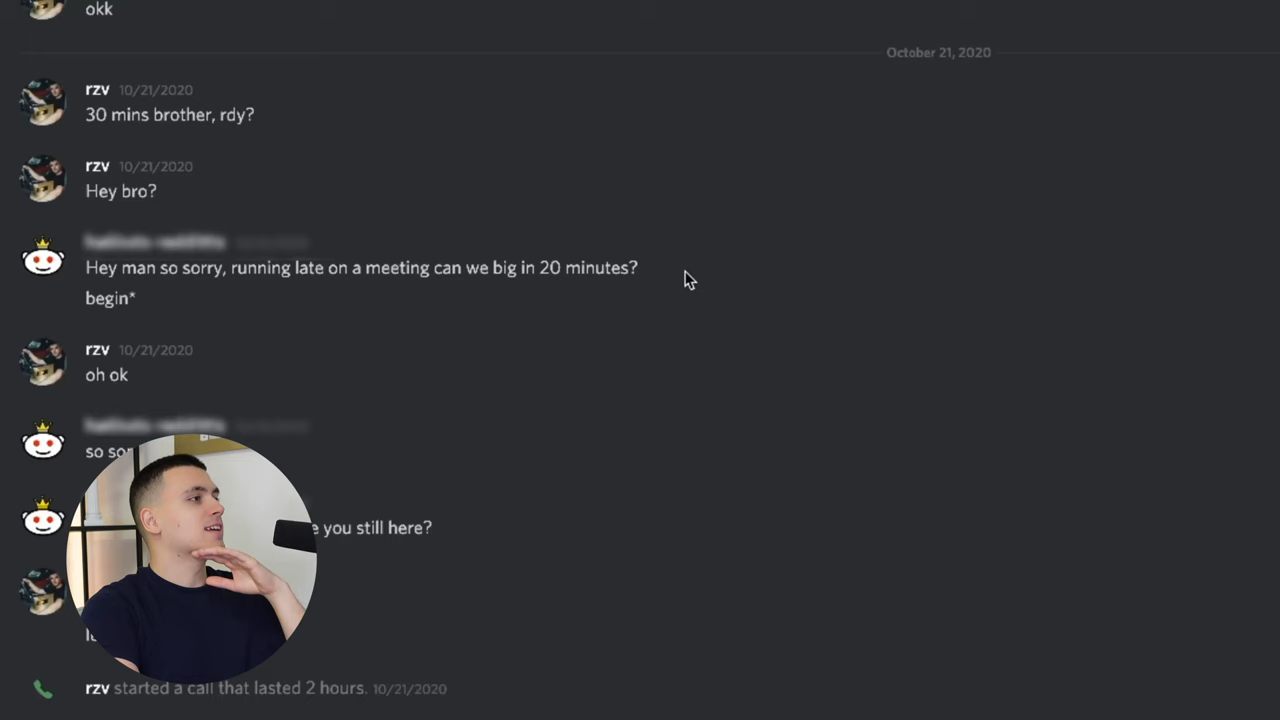 okk
October 21, 2020
rzv 10/21/2020
30 mins brother, rdy?
rzv 10/21/2020
Hey bro?
Hey man so sorry, running late on a meeting can we big in 20 minutes?
begin*
rzv 10/21/2020
oh ok
so
you still here?
rzv started a call that lasted 2 hours. 10/21/2020